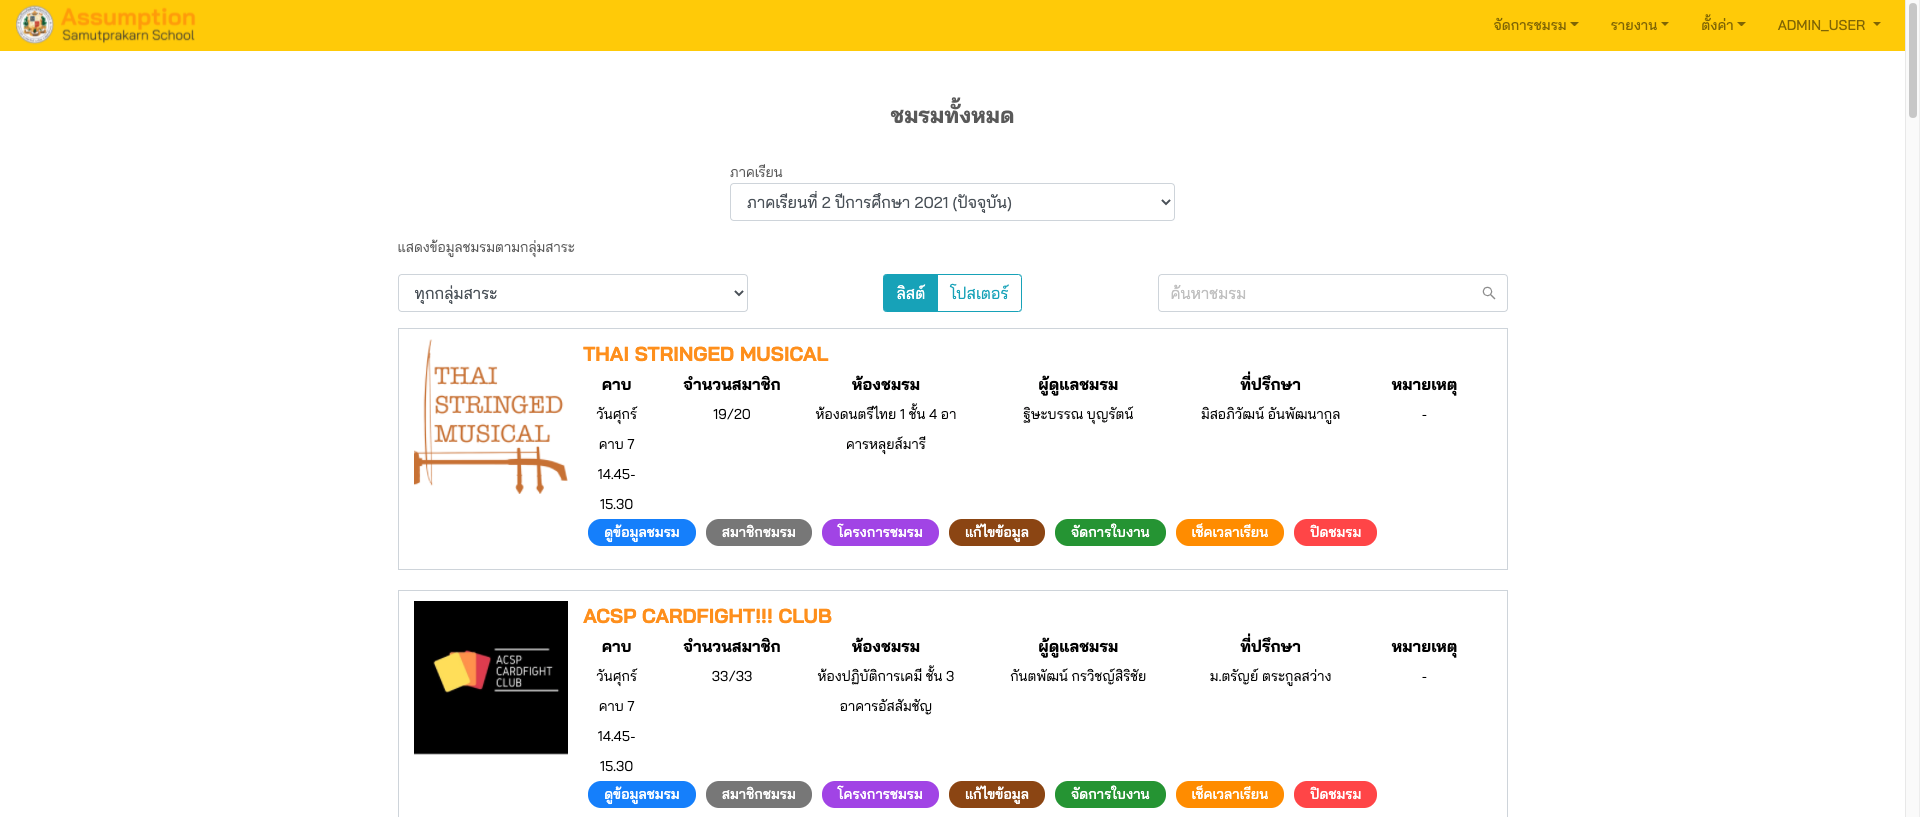 Assumption
Samutprakarn School
จัดการชมรม
รายงาน
ตั้งค่า
ADMIN_USER
ชมรมทั้งหมด
ภาคเรียน
ภาคเรียนที่ 2 ปีการศึกษา 2021 (ปัจจุบัน)
แสดงข้อมูลชมรมตามกลุ่มสาระ
ทุกกลุ่มสาระ
ลิสต์
โปสเตอร์
ค้นหาชมรม
THAI
STRINGED
MUSICAL
THAI STRINGED MUSICAL
คาบ จำนวนสมาชิก ห้องชมรม ผู้ดูแลชมรม ที่ปรึกษา หมายเหตุ
วันศุกร์ 19/20 ห้องดนตรีไทย 1 ชั้น 4 อา ฐิษะบรรณ บุญรัตน์ มิสอภิวัฒน์ อันพัฒนากูล -
คาบ 7 คารหลุยส์มารี
14.45-
15.30
ดูข้อมูลชมรม สมาชิกชมรม โครงการชมรม แก้ไขข้อมูล จัดการใบงาน เช็คเวลาเรียน ปิดชมรม
ACSP
CARDFIGHT
CLUB
ACSP CARDFIGHT!!! CLUB
คาบ จำนวนสมาชิก ห้องชมรม ผู้ดูแลชมรม ที่ปรึกษา หมายเหตุ
วันศุกร์ 33/33 ห้องปฏิบัติการเคมี ชั้น 3 กันตพัฒน์ กรวิชญ์สิริชัย ม.ตรัญย์ ตระกูลสว่าง -
คาบ 7 อาคารอัสสัมชัญ
14.45-
15.30
ดูข้อมูลชมรม สมาชิกชมรม โครงการชมรม แก้ไขข้อมูล จัดการใบงาน เช็คเวลาเรียน ปิดชมรม